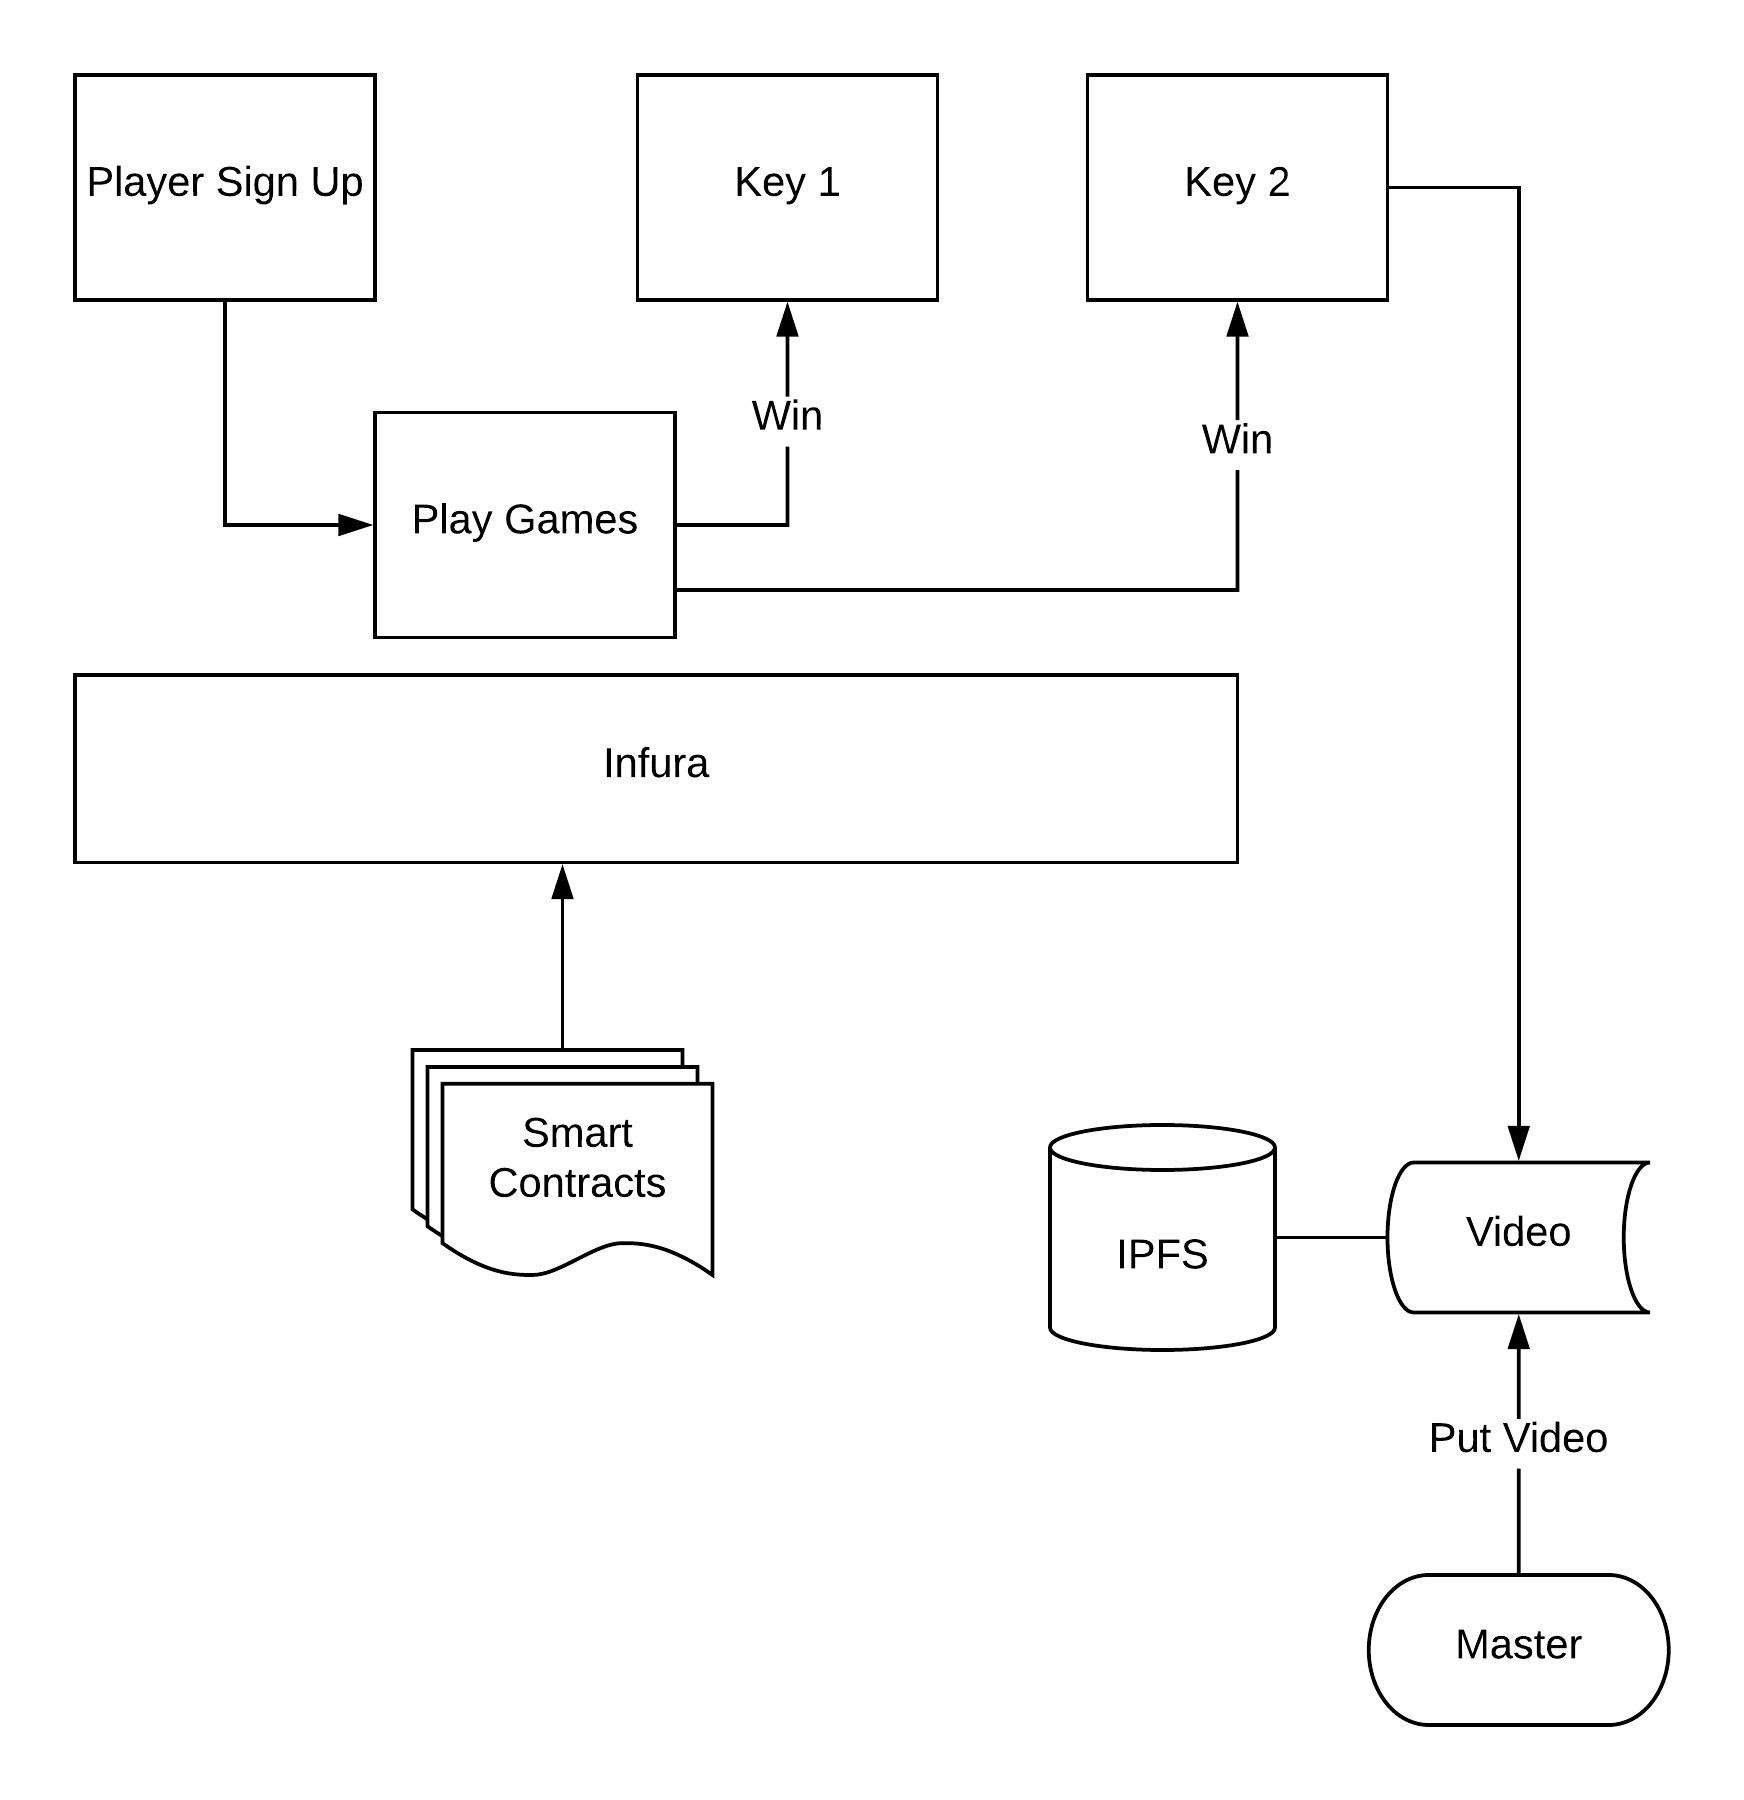 Player Sign Up
Key 1
Key 2
Win
Win
Play Games
Infura
Smart
Contracts
IPFS
Video
Put Video
Master